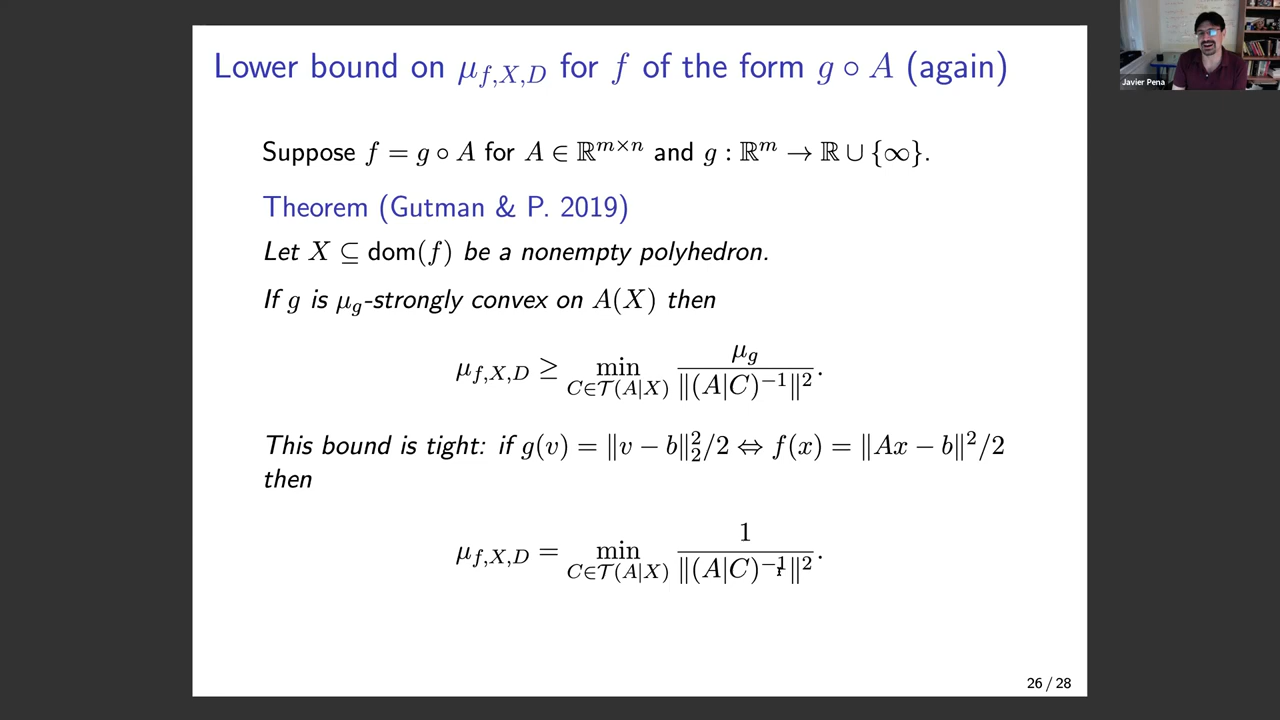 Lower bound on μ_{f,X,D} for f of the form g ∘ A (again)
Javier Pena
Suppose f = g ∘ A for A ∈ ℝ^{m×n} and g : ℝ^m → ℝ ∪ {∞}.
Theorem (Gutman & P. 2019)
Let X ⊆ dom(f) be a nonempty polyhedron.
If g is μ_g-strongly convex on A(X) then
μ_{f,X,D} ≥ min_{C∈𝒯(A|X)} μ_g / ‖(A|C)^{−1}‖^2.
This bound is tight: if g(v) = ‖v − b‖_2^2/2 ⇔ f(x) = ‖Ax − b‖^2/2
then
μ_{f,X,D} = min_{C∈𝒯(A|X)} 1 / ‖(A|C)^{−1}‖^2.
26 / 28